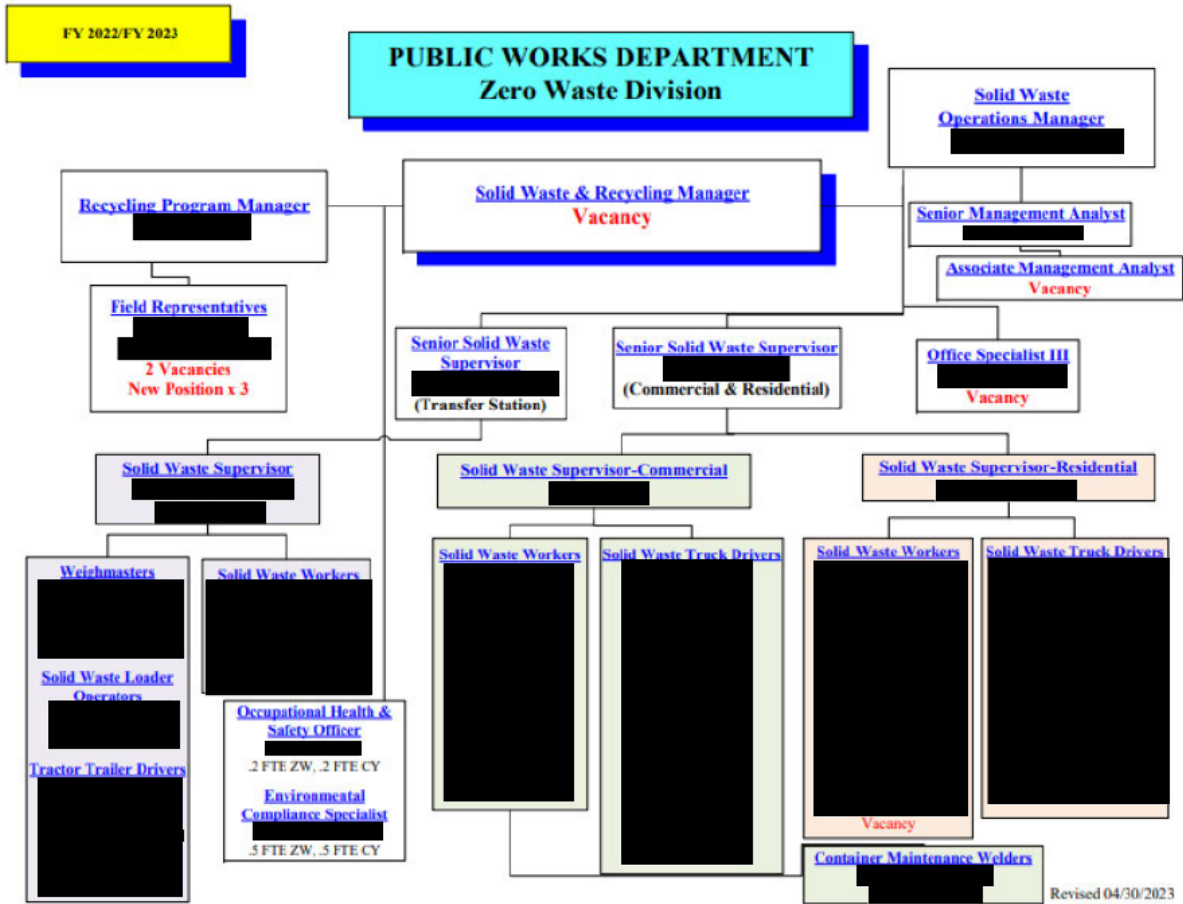 FY 2022/FY 2023
PUBLIC WORKS DEPARTMENT
Zero Waste Division
Solid Waste
Operations Manager
Recycling Program Manager
Solid Waste & Recycling Manager
Vacancy
Senior Management Analyst
Associate Management Analyst
Vacancy
Field Representatives
2 Vacancies
New Position x 3
Senior Solid Waste
Supervisor
(Transfer Station)
Senior Solid Waste Supervisor
(Commercial & Residential)
Office Specialist III
Vacancy
Solid Waste Supervisor
Solid Waste Supervisor-Commercial
Solid Waste Supervisor-Residential
Weighmasters
Solid Waste Loader
Operators
Tractor Trailer Drivers
Solid Waste Workers
Occupational Health &
Safety Officer
.2 FTE ZW, .2 FTE CY
Environmental
Compliance Specialist
.5 FTE ZW, .5 FTE CY
Solid Waste Workers
Solid Waste Truck Drivers
Solid Waste Workers
Vacancy
Solid Waste Truck Drivers
Container Maintenance Welders
Revised 04/30/2023